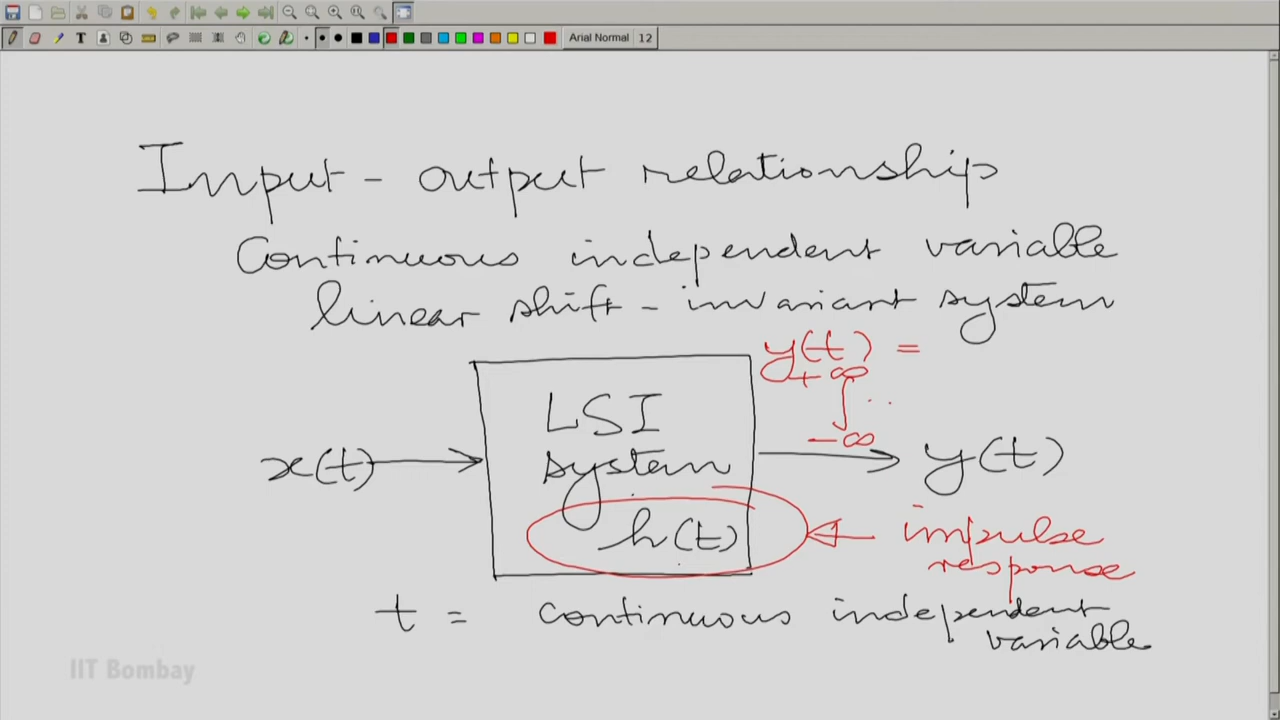 Arial Normal 12
Input - output relationship
Continuous independent variable
linear shift - invariant system
y(t) =
+∞
∫ ..
-∞
LSI
system
x(t)
y(t)
h(t)
impulse
response
t = continuous independent
variable
IIT Bombay